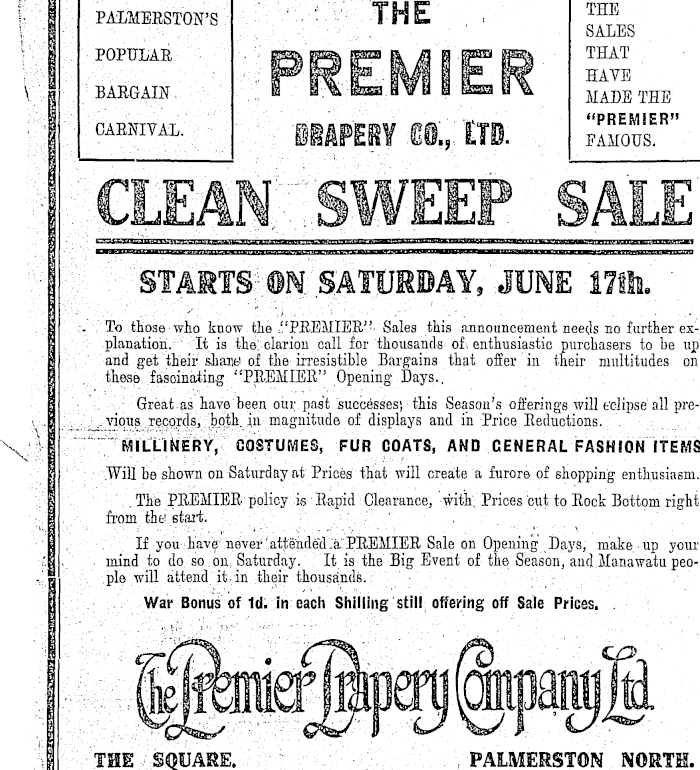 PALMERSTON'S
POPULAR
BARGAIN
CARNIVAL.
THE
PREMIER
DRAPERY CO., LTD.
THE
SALES
THAT
HAVE
MADE THE
"PREMIER"
FAMOUS.
CLEAN SWEEP SALE
STARTS ON SATURDAY, JUNE 17th.
To those who know the "PREMIER" Sales this announcement needs no further ex-
planation. It is the clarion call for thousands of enthusiastic purchasers to be up
and get their share of the irresistible Bargains that offer in their multitudes on
these fascinating "PREMIER" Opening Days.
Great as have been our past successes; this Season's offerings will eclipse all pre-
vious records, both in magnitude of displays and in Price Reductions.
MILLINERY, COSTUMES, FUR COATS, AND GENERAL FASHION ITEMS
Will be shown on Saturday at Prices that will create a furore of shopping enthusiasm.
The PREMIER policy is Rapid Clearance, with Prices cut to Rock Bottom right
from the start.
If you have never attended a PREMIER Sale on Opening Days, make up your
mind to do so on Saturday. It is the Big Event of the Season, and Manawatu peo-
ple will attend it in their thousands.
War Bonus of 1d. in each Shilling still offering off Sale Prices.
The Premier Drapery Company Ltd.
THE SQUARE, PALMERSTON NORTH.